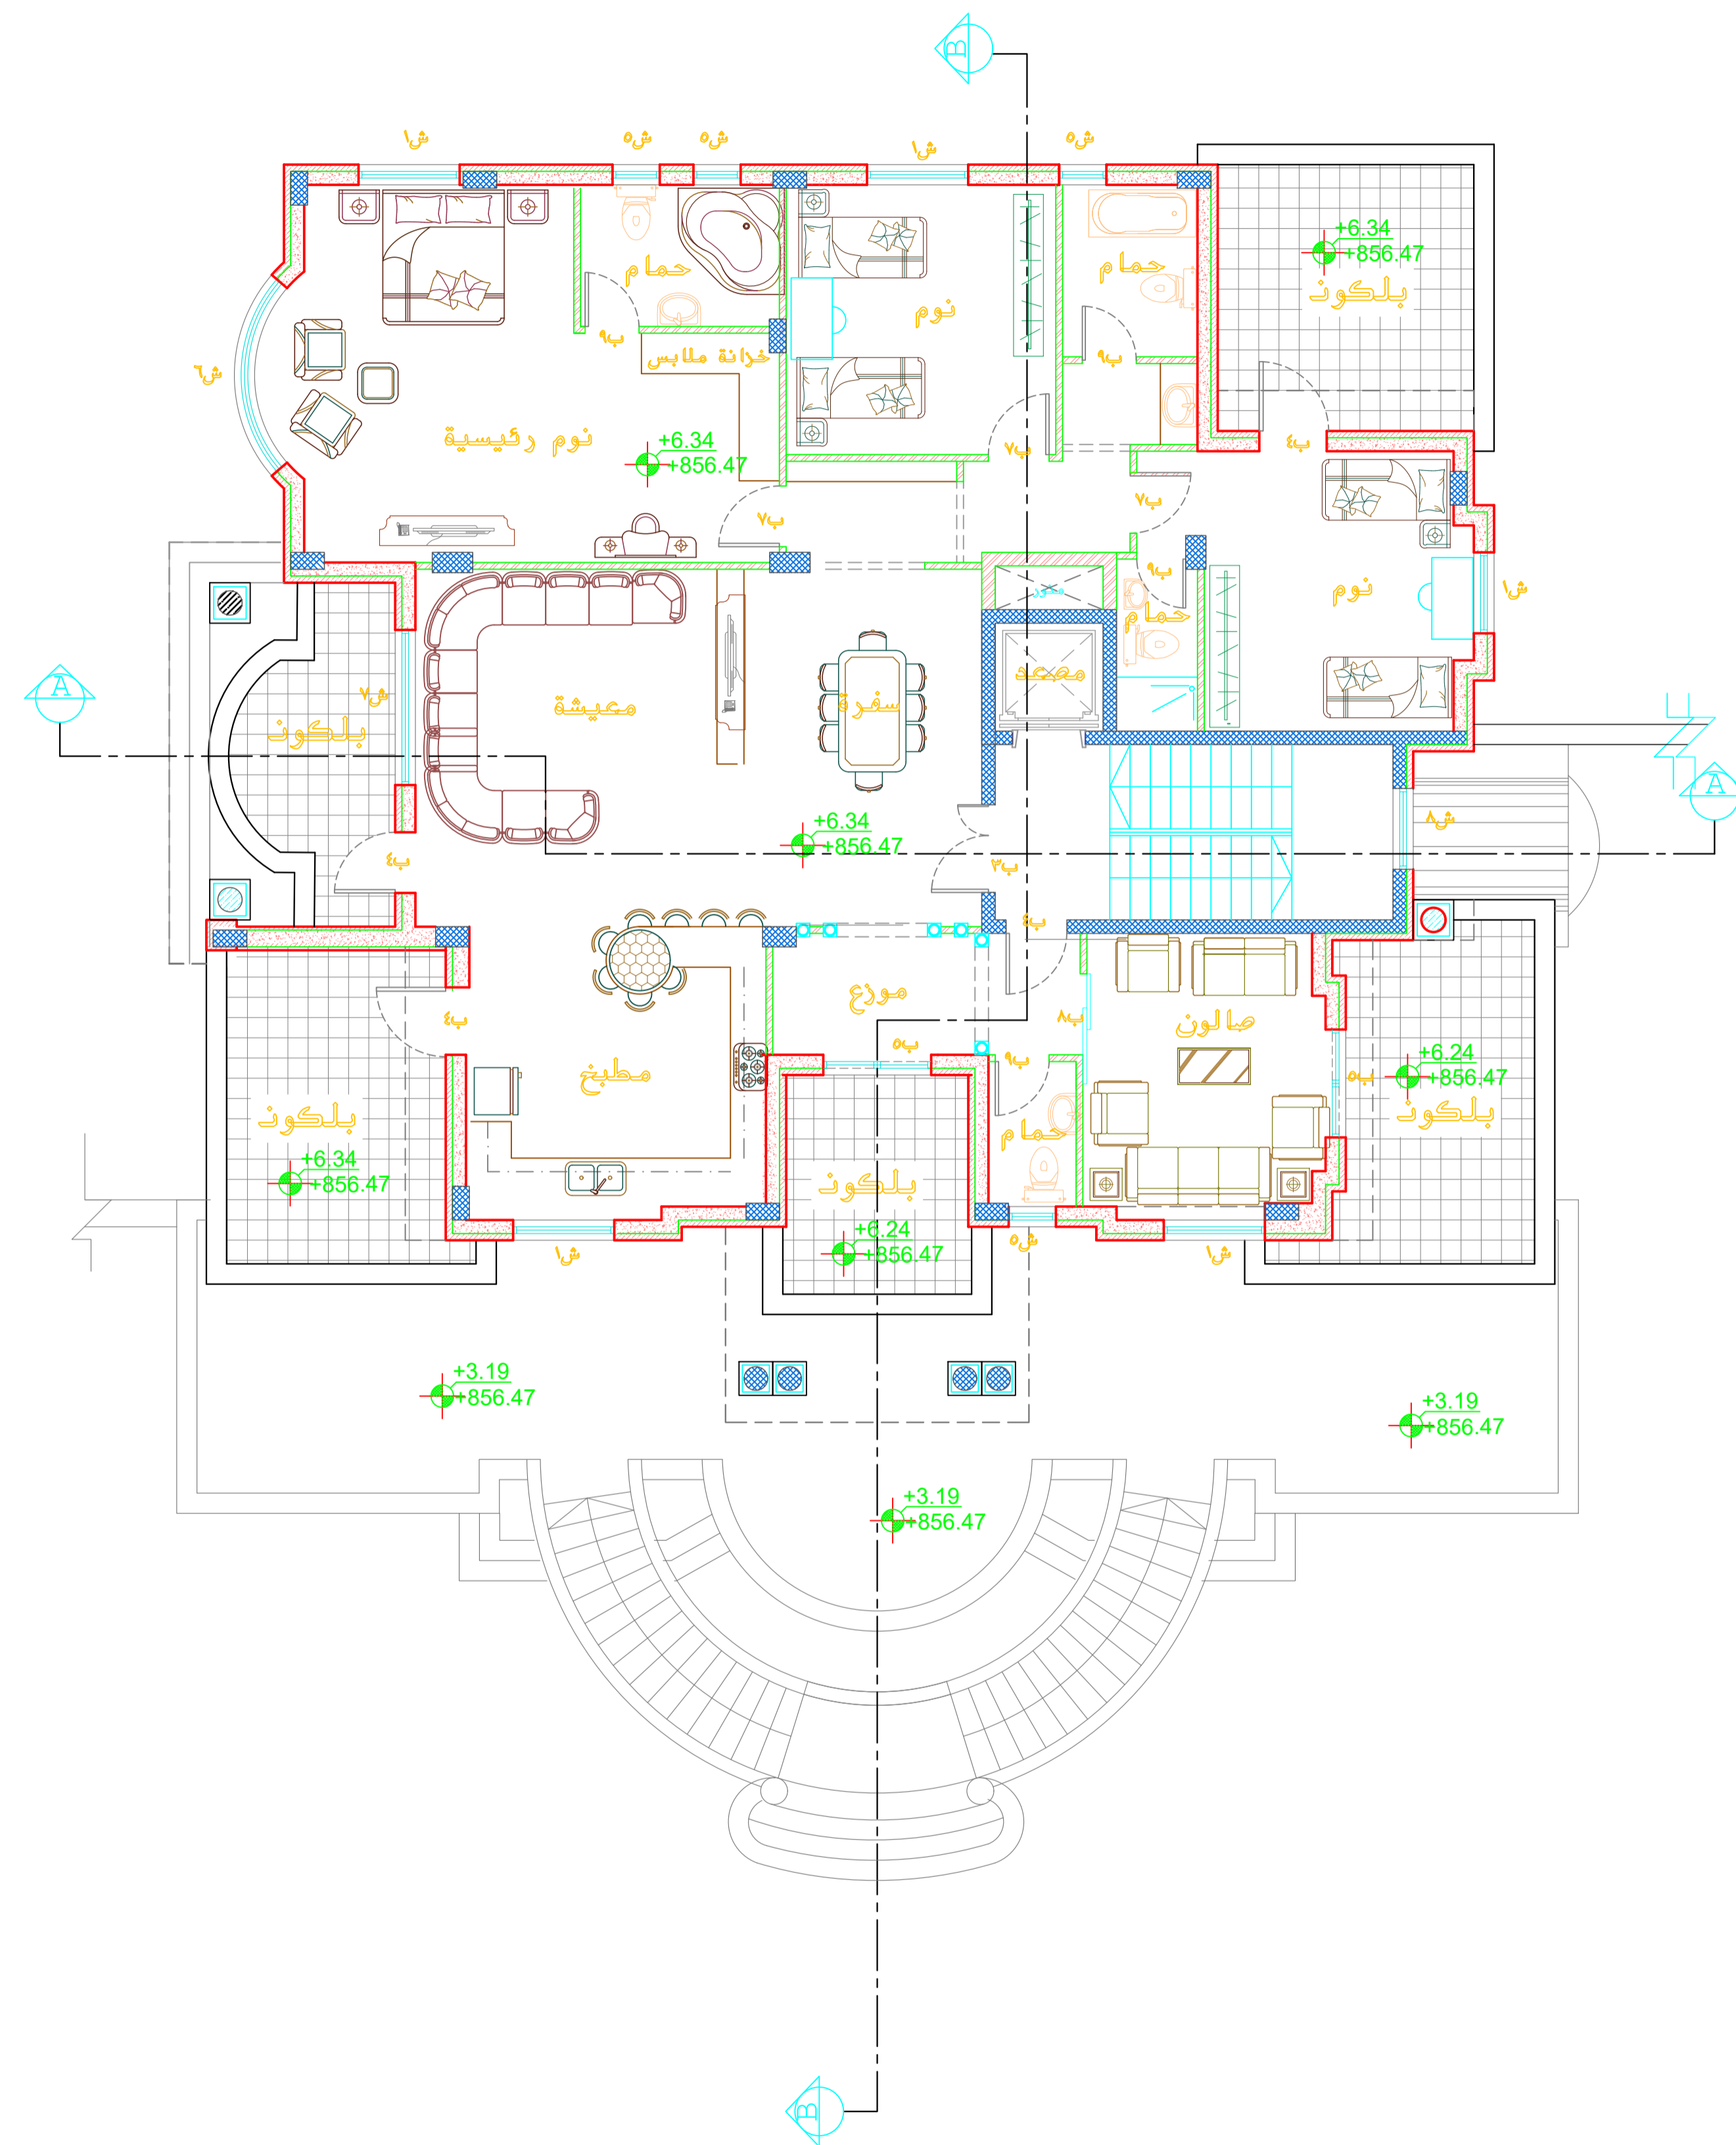 B
ش١
ش٥
ش٥
ش١
ش٥
+6.34
+856.47
بلكون
حمام
حمام
نوم
ب٩
خزانة ملابس
ب٩
ش٦
نوم رئيسية
+6.34
+856.47
ب٧
ب٤
ب٧
ب٧
ب٩
منور
حمام
نوم
ش١
A
مصعد
ش٧
بلكون
معيشة
سفرة
A
+6.34
+856.47
ش٨
ب٤
ب٣
ب٤
موزع
ب٤
ب٨
صالون
ب٥
ب٩
مطبخ
+6.24
+856.47
ب٥
بلكون
بلكون
حمام
+6.34
+856.47
بلكون
+6.24
+856.47
ش١
ش٥
ش١
+3.19
+856.47
+3.19
+856.47
+3.19
+856.47
B